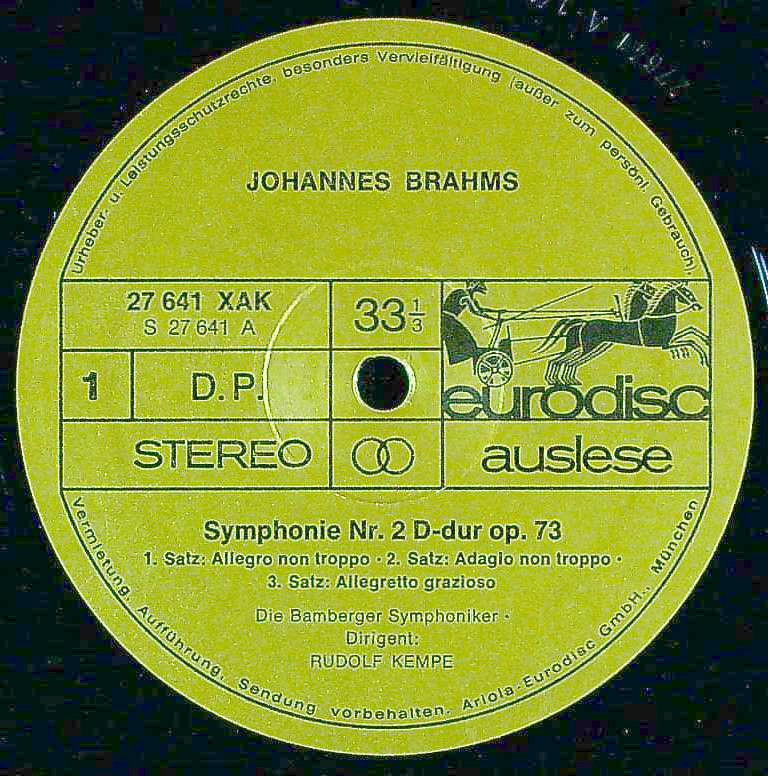 Urheber- u. Leistungsschutzrechte, besonders Vervielfältigung (außer zum persönl. Gebrauch),
JOHANNES BRAHMS
27 641 XAK
S 27 641 A
33 1/3
1
D.P.
eurodisc
STEREO
auslese
Symphonie Nr. 2 D-dur op. 73
1. Satz: Allegro non troppo · 2. Satz: Adagio non troppo ·
3. Satz: Allegretto grazioso
Die Bamberger Symphoniker ·
Dirigent:
RUDOLF KEMPE
Vermietung, Aufführung, Sendung vorbehalten. Ariola-Eurodisc GmbH., München